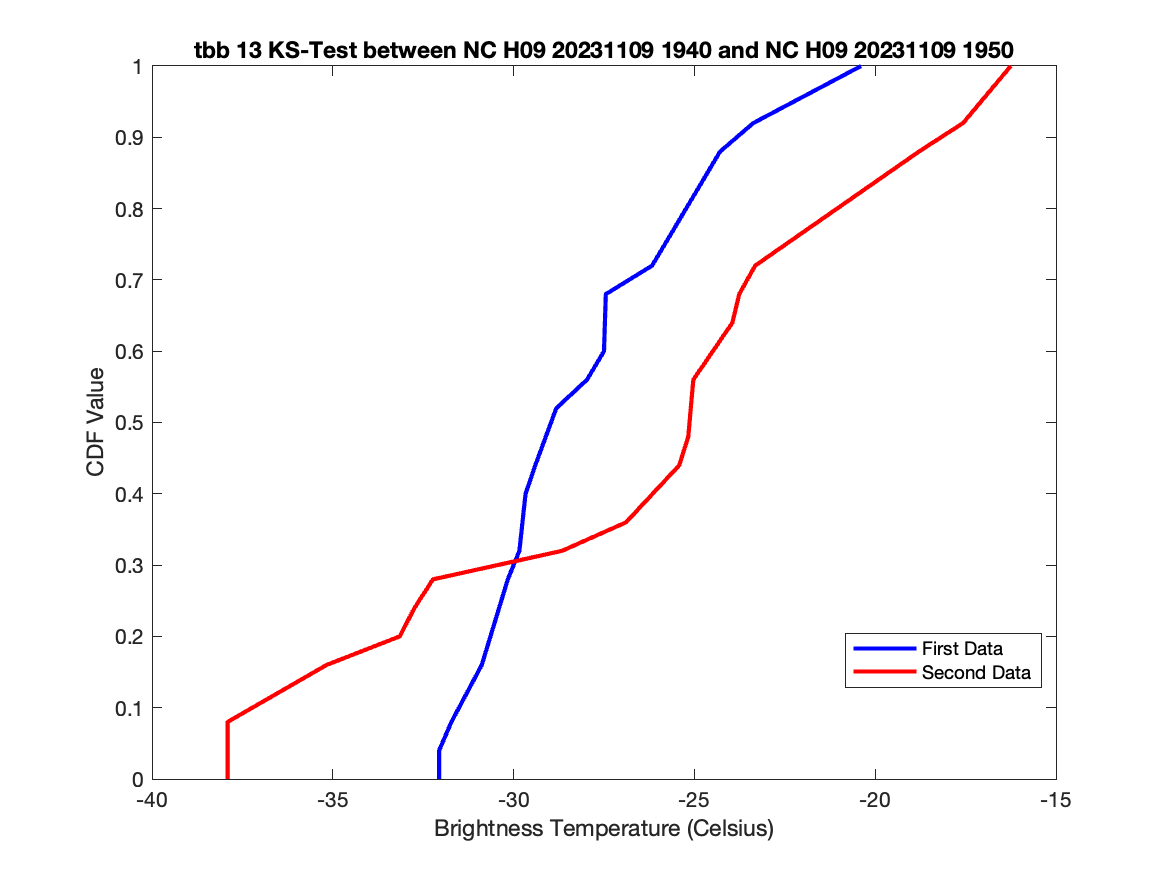 tbb 13 KS-Test between NC H09 20231109 1940 and NC H09 20231109 1950
1
0.9
0.8
0.7
0.6
0.5
0.4
0.3
0.2
0.1
0
CDF Value
First Data
Second Data
-40 -35 -30 -25 -20 -15
Brightness Temperature (Celsius)